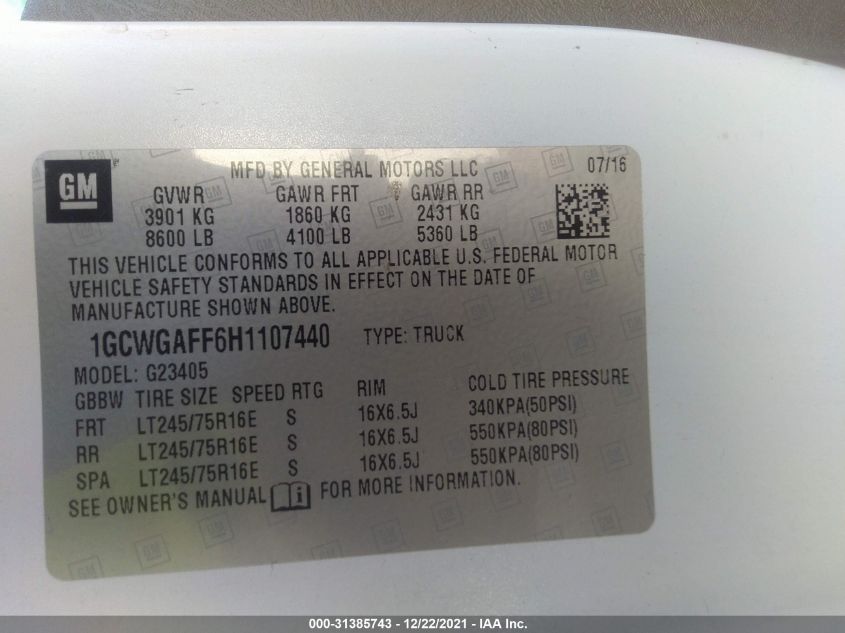 GM
MFD BY GENERAL MOTORS LLC 07/16
GVWR GAWR FRT GAWR RR
3901 KG 1860 KG 2431 KG
8600 LB 4100 LB 5360 LB
THIS VEHICLE CONFORMS TO ALL APPLICABLE U.S. FEDERAL MOTOR
VEHICLE SAFETY STANDARDS IN EFFECT ON THE DATE OF
MANUFACTURE SHOWN ABOVE.
1GCWGAFF6H1107440 TYPE: TRUCK
MODEL: G23405
GBBW TIRE SIZE SPEED RTG RIM COLD TIRE PRESSURE
FRT LT245/75R16E S 16X6.5J 340KPA(50PSI)
RR LT245/75R16E S 16X6.5J 550KPA(80PSI)
SPA LT245/75R16E S 16X6.5J 550KPA(80PSI)
SEE OWNER'S MANUAL i FOR MORE INFORMATION.
000-31385743 - 12/22/2021 - IAA Inc.